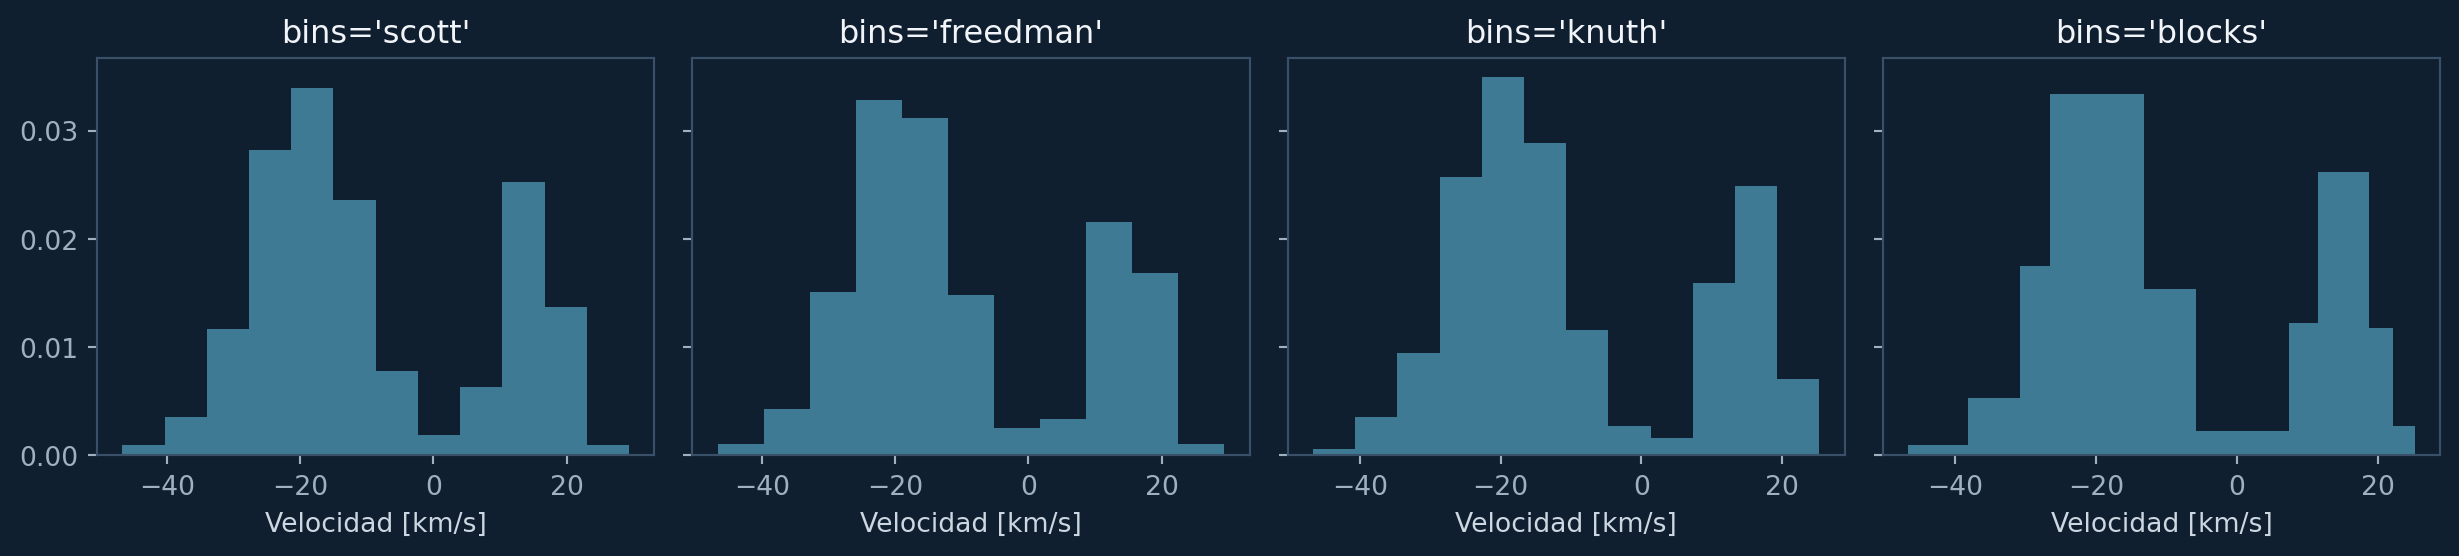 bins='scott'
bins='freedman'
bins='knuth'
bins='blocks'
0.03
0.02
0.01
0.00
−40 −20 0 20
−40 −20 0 20
−40 −20 0 20
−40 −20 0 20
Velocidad [km/s]
Velocidad [km/s]
Velocidad [km/s]
Velocidad [km/s]